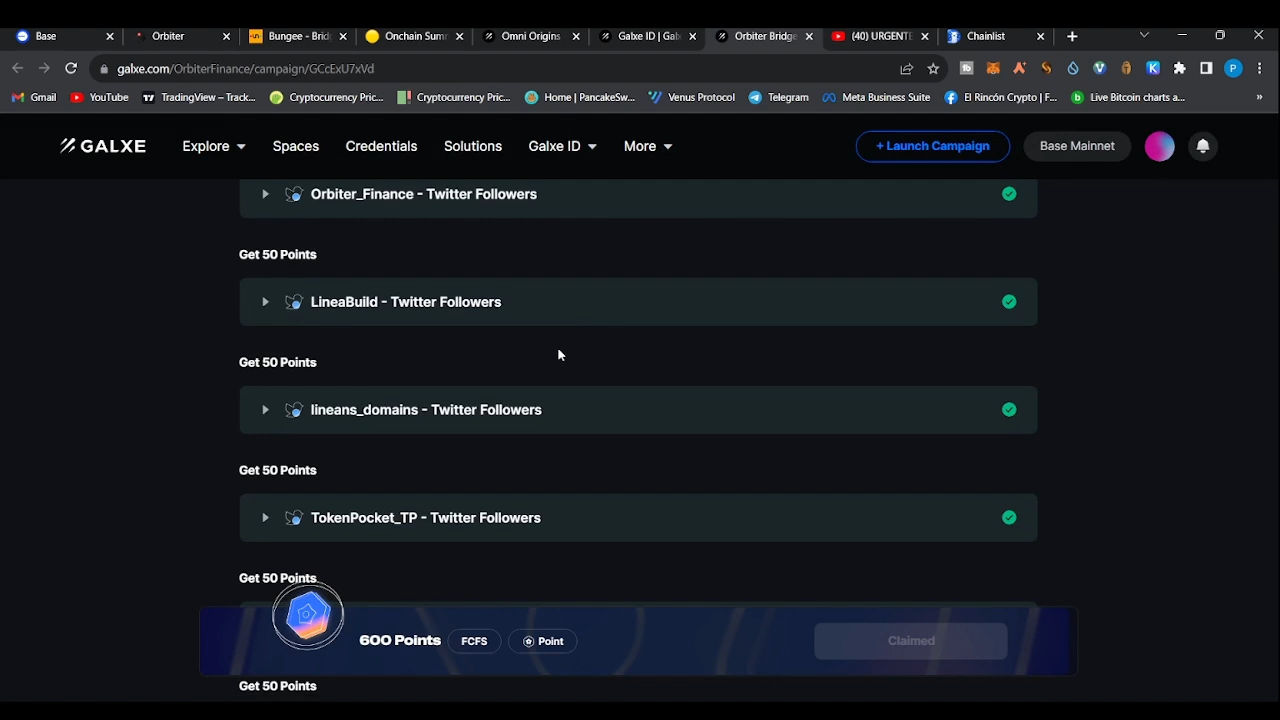 Base
Orbiter
Bungee - Bridg
Onchain Summ
Omni Origins
Galxe ID | Gal
Orbiter Bridge
(40) URGENTE
Chainlist
galxe.com/OrbiterFinance/campaign/GCcExU7xVd
Gmail
YouTube
TradingView – Track...
Cryptocurrency Pric...
Cryptocurrency Pric...
Home | PancakeSw...
Venus Protocol
Telegram
Meta Business Suite
El Rincón Crypto | F...
Live Bitcoin charts a...
»
GALXE
Explore
Spaces
Credentials
Solutions
Galxe ID
More
+ Launch Campaign
Base Mainnet
Orbiter_Finance - Twitter Followers
Get 50 Points
LineaBuild - Twitter Followers
Get 50 Points
lineans_domains - Twitter Followers
Get 50 Points
TokenPocket_TP - Twitter Followers
Get 50 Points
600 Points
FCFS
Point
Claimed
Get 50 Points